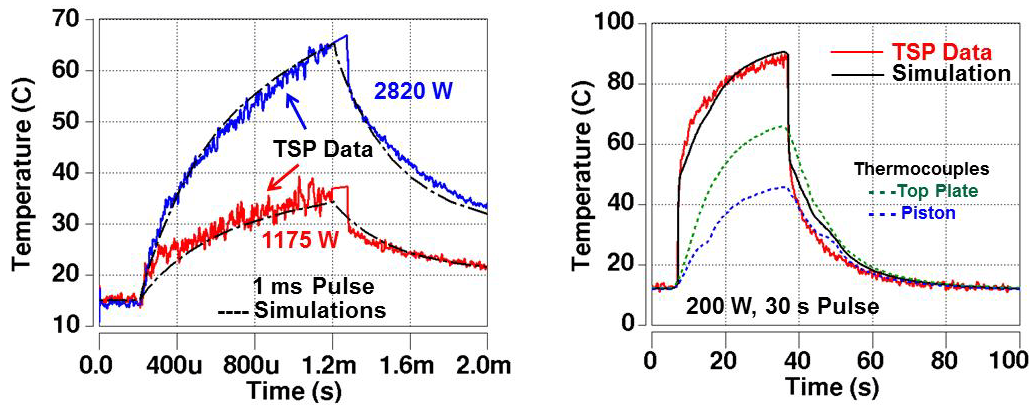 70
60
50
40
30
20
10
Temperature (C)
2820 W
TSP Data
1175 W
1 ms Pulse
Simulations
0.0 400u 800u 1.2m 1.6m 2.0m
Time (s)
100
80
60
40
20
0
Temperature (C)
TSP Data
Simulation
Thermocouples
Top Plate
Piston
200 W, 30 s Pulse
0 20 40 60 80 100
Time (s)